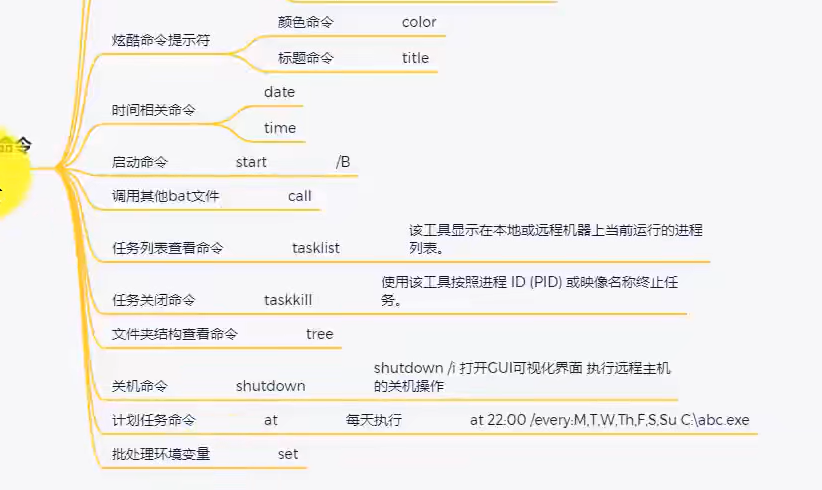 颜色命令 color
炫酷命令提示符
标题命令 title
date
时间相关命令
time
命令
启动命令 start /B
调用其他bat文件 call
该工具显示在本地或远程机器上当前运行的进程
任务列表查看命令 tasklist 列表。
使用该工具按照进程 ID (PID) 或映像名称终止任
任务关闭命令 taskkill 务。
文件夹结构查看命令 tree
shutdown /i 打开GUI可视化界面 执行远程主机
关机命令 shutdown 的关机操作
计划任务命令 at 每天执行 at 22:00 /every:M,T,W,Th,F,S,Su C:\abc.exe
批处理环境变量 set